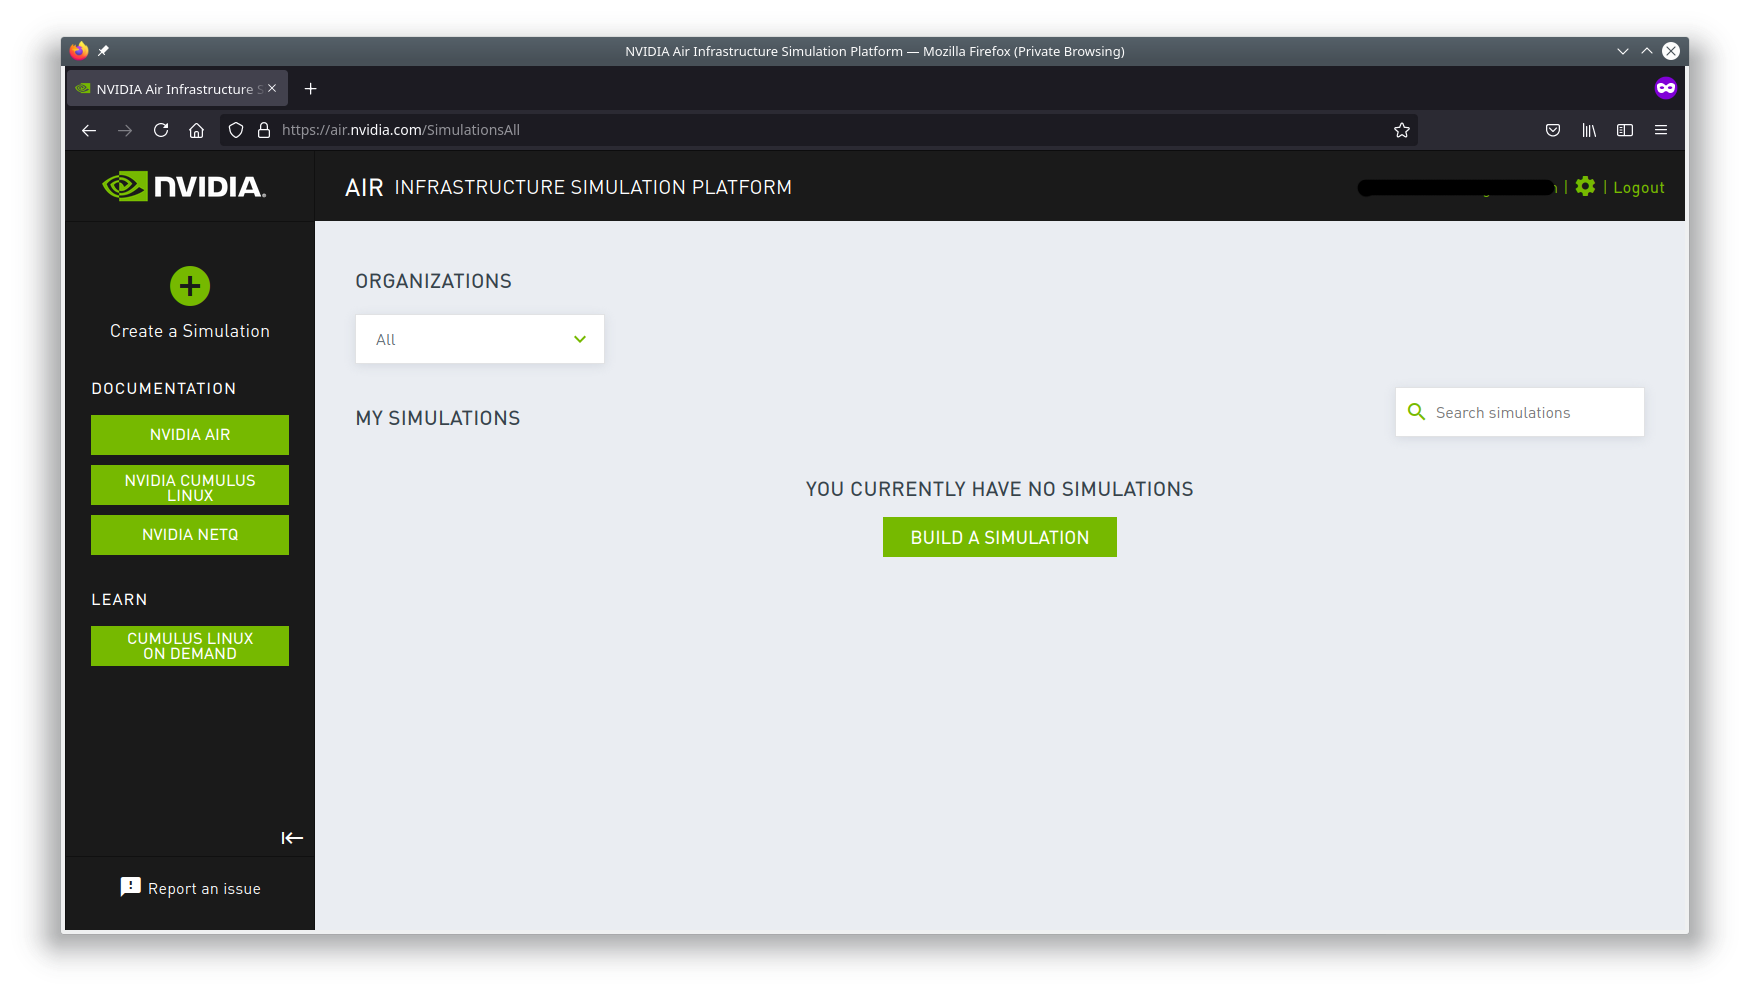 NVIDIA Air Infrastructure Simulation Platform — Mozilla Firefox (Private Browsing)
NVIDIA Air Infrastructure S
https://air.nvidia.com/SimulationsAll
NVIDIA.
AIR INFRASTRUCTURE SIMULATION PLATFORM
| | Logout
Create a Simulation
DOCUMENTATION
NVIDIA AIR
NVIDIA CUMULUS
LINUX
NVIDIA NETQ
LEARN
CUMULUS LINUX
ON DEMAND
Report an issue
ORGANIZATIONS
All
MY SIMULATIONS
Search simulations
YOU CURRENTLY HAVE NO SIMULATIONS
BUILD A SIMULATION